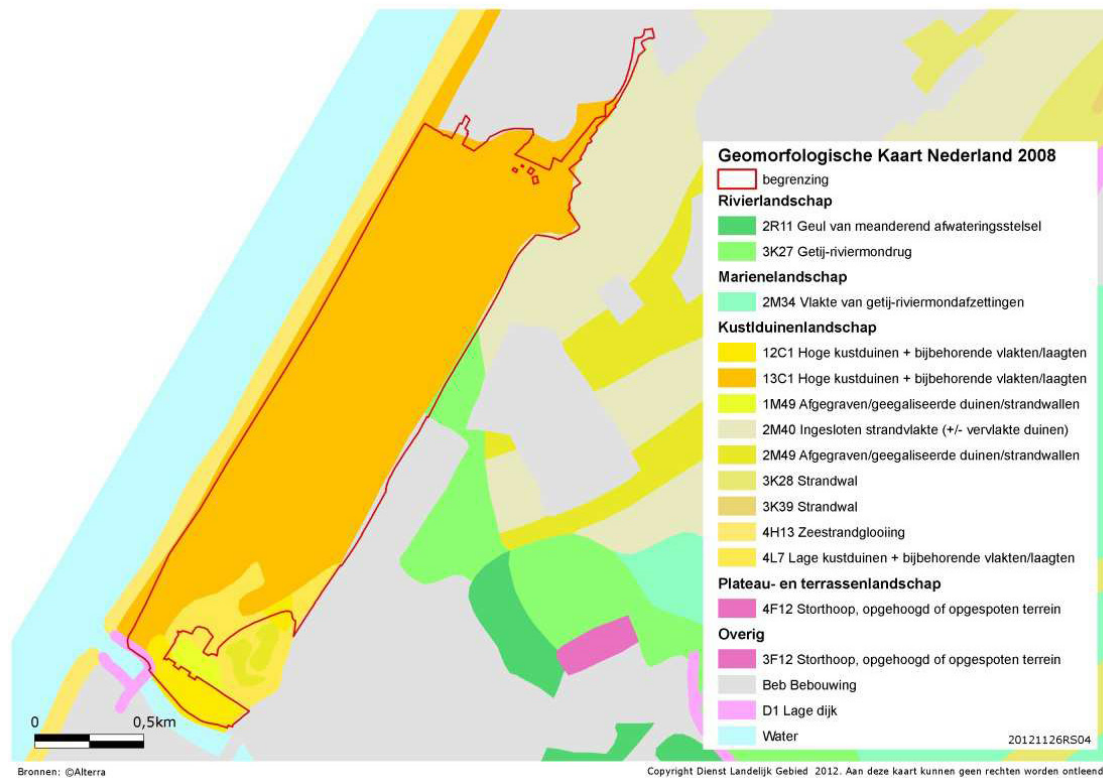 Geomorfologische Kaart Nederland 2008
begrenzing
Rivierlandschap
2R11 Geul van meanderend afwateringsstelsel
3K27 Getij-riviermondrug
Marienelandschap
2M34 Vlakte van getij-riviermondafzettingen
Kustlduinenlandschap
12C1 Hoge kustduinen + bijbehorende vlakten/laagten
13C1 Hoge kustduinen + bijbehorende vlakten/laagten
1M49 Afgegraven/geegaliseerde duinen/strandwallen
2M40 Ingesloten strandvlakte (+/- vervlakte duinen)
2M49 Afgegraven/geegaliseerde duinen/strandwallen
3K28 Strandwal
3K39 Strandwal
4H13 Zeestrandglooiing
4L7 Lage kustduinen + bijbehorende vlakten/laagten
Plateau- en terrassenlandschap
4F12 Storthoop, opgehoogd of opgespoten terrein
Overig
3F12 Storthoop, opgehoogd of opgespoten terrein
Beb Bebouwing
D1 Lage dijk
Water
20121126RS04
0 0,5km
Bronnen: ©Alterra
Copyright Dienst Landelijk Gebied 2012. Aan deze kaart kunnen geen rechten worden ontleend